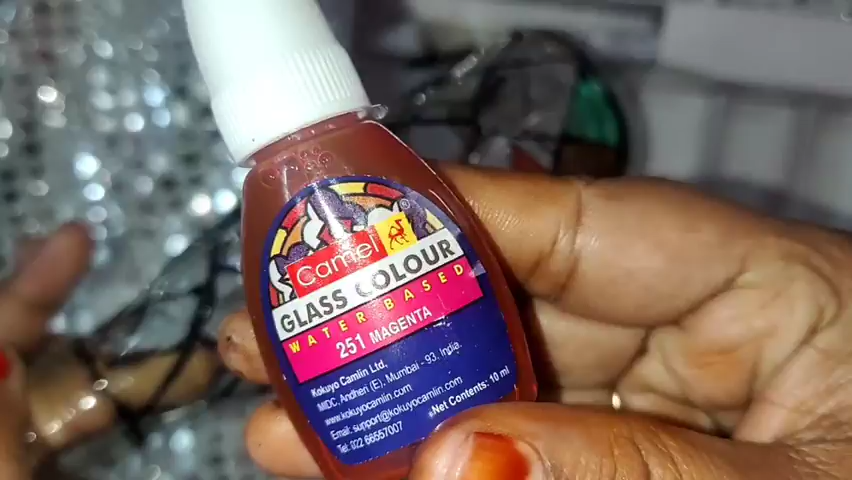 Camel
GLASS COLOUR
WATER BASED
251 MAGENTA
Kokuyo Camlin Ltd.
MIDC, Andheri (E), Mumbai - 93. India.
www.kokuyocamlin.com
Email: support@kokuyocamlin.com
Tel: 022 66557007
Net Contents: 10 ml